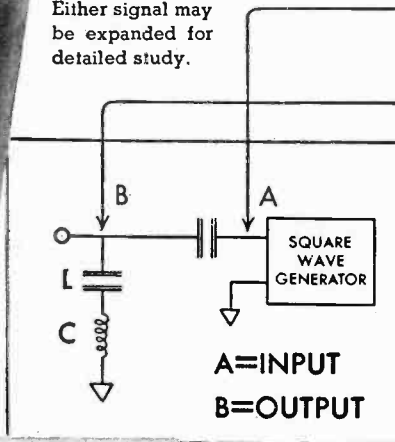 Either signal may
be expanded for
detailed study.
B
A
SQUARE
WAVE
GENERATOR
L
C
A=INPUT
B=OUTPUT